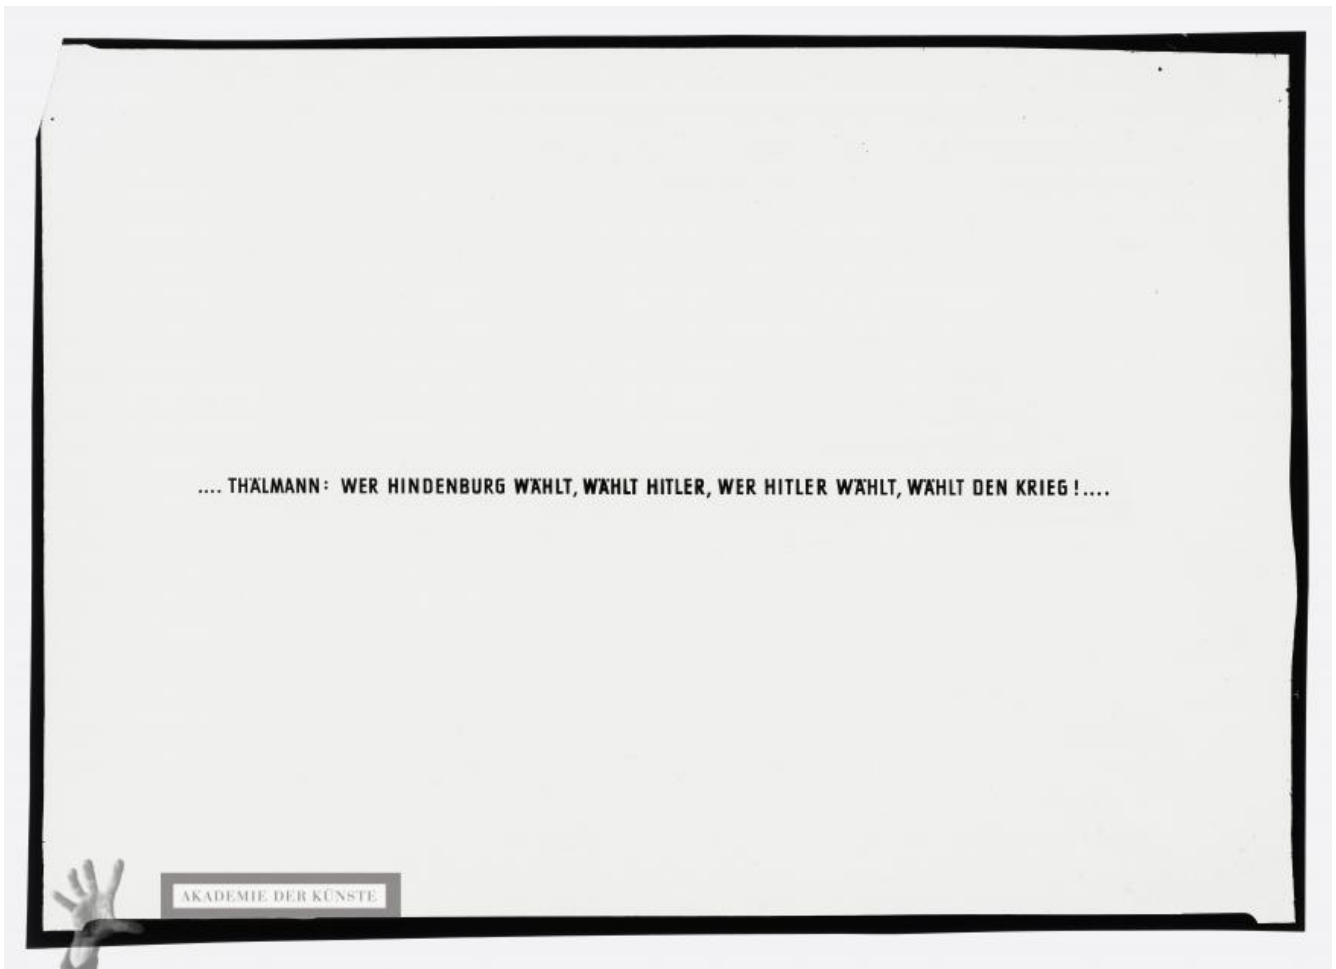 .... THÄLMANN: WER HINDENBURG WÄHLT, WÄHLT HITLER, WER HITLER WÄHLT, WÄHLT DEN KRIEG!....
AKADEMIE DER KÜNSTE